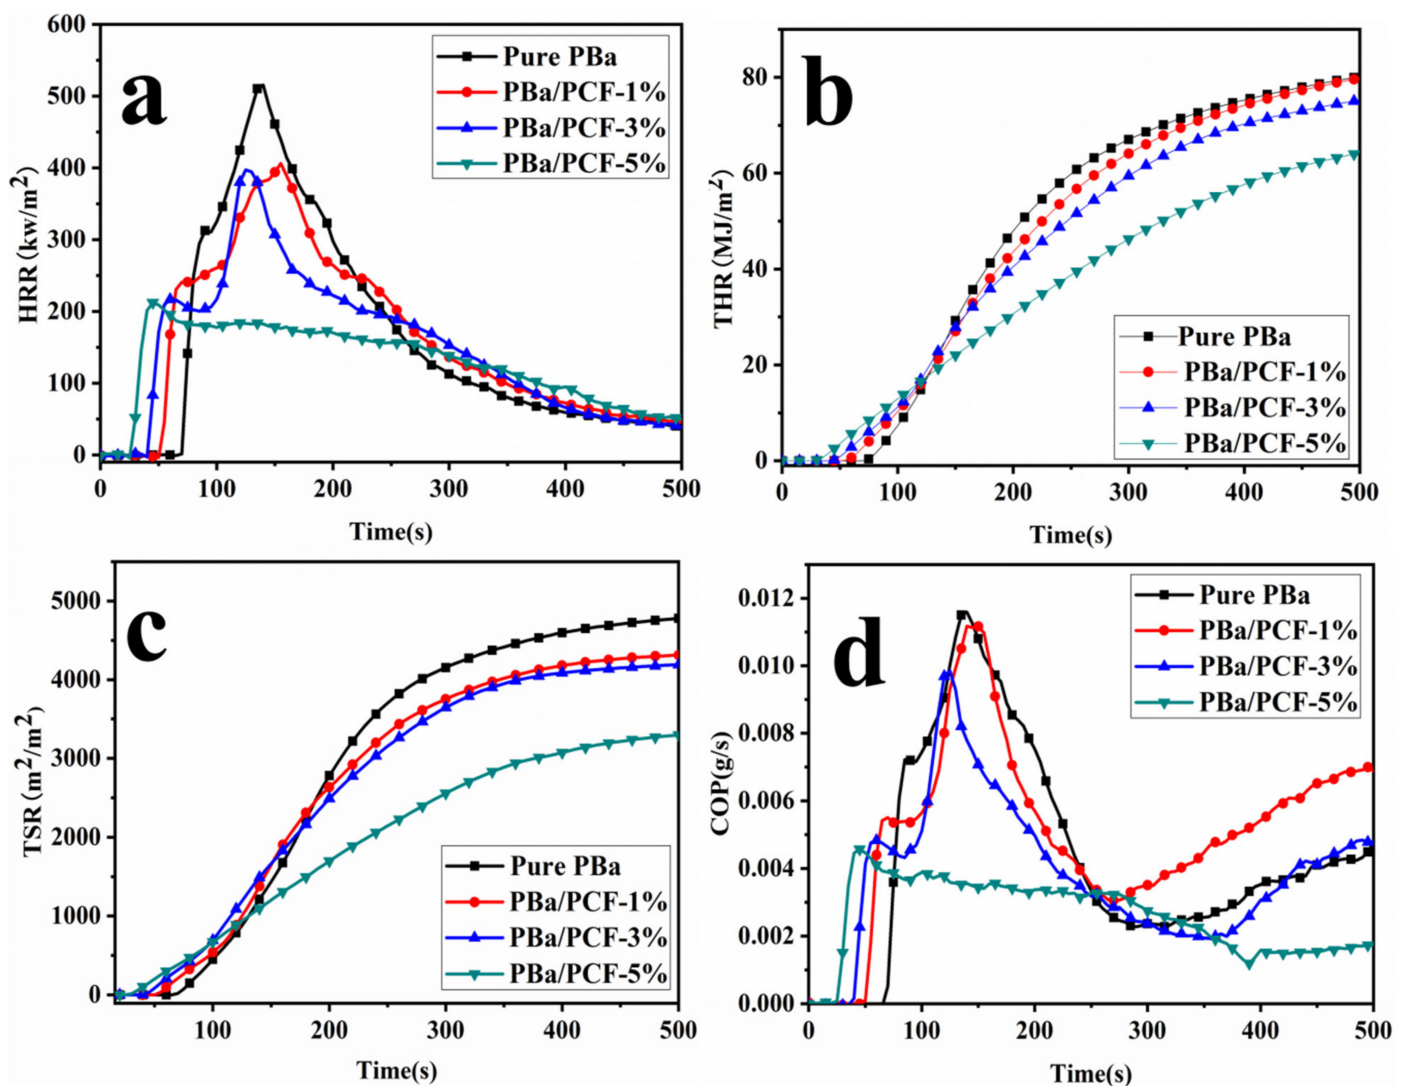 a
600
500
400
300
200
100
0
HRR (kw/m2)
Pure PBa
PBa/PCF-1%
PBa/PCF-3%
PBa/PCF-5%
0 100 200 300 400 500
Time(s)
b
80
60
40
20
0
THR (MJ/m2)
Pure PBa
PBa/PCF-1%
PBa/PCF-3%
PBa/PCF-5%
0 100 200 300 400 500
Time(s)
c
5000
4000
3000
2000
1000
0
TSR (m2/m2)
Pure PBa
PBa/PCF-1%
PBa/PCF-3%
PBa/PCF-5%
100 200 300 400 500
Time(s)
d
0.012
0.010
0.008
0.006
0.004
0.002
0.000
COP(g/s)
Pure PBa
PBa/PCF-1%
PBa/PCF-3%
PBa/PCF-5%
0 100 200 300 400 500
Time(s)